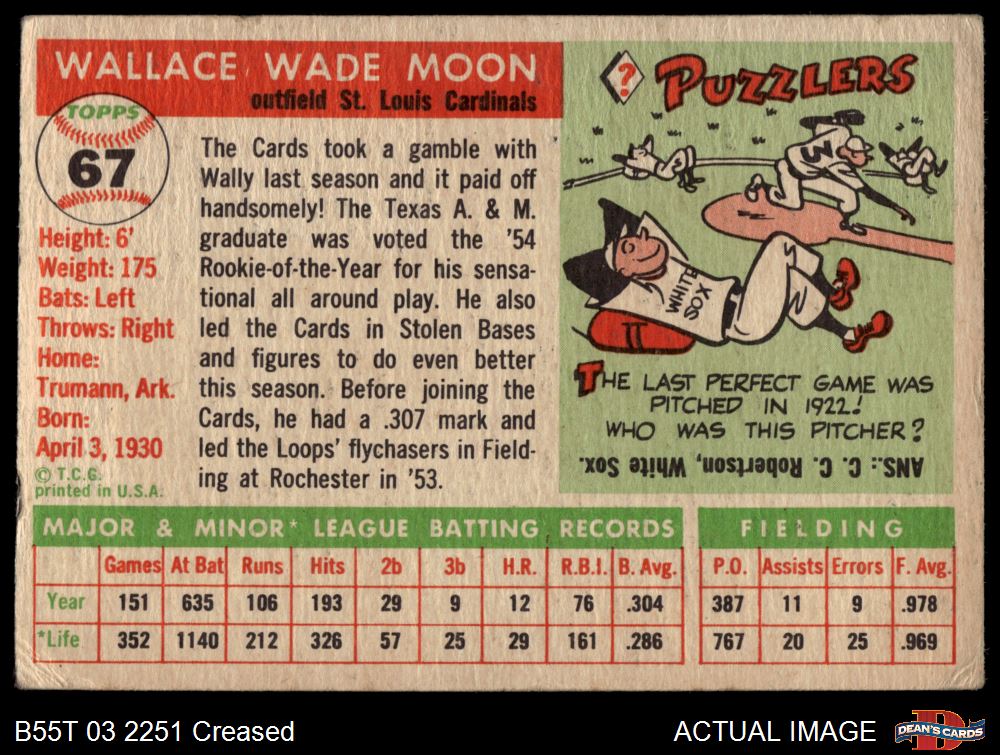 WALLACE WADE MOON
outfield St. Louis Cardinals
TOPPS
67
Height: 6'
Weight: 175
Bats: Left
Throws: Right
Home:
Trumann, Ark.
Born:
April 3, 1930
© T.C.G.
printed in U.S.A.
The Cards took a gamble with
Wally last season and it paid off
handsomely! The Texas A. & M.
graduate was voted the '54
Rookie-of-the-Year for his sensa-
tional all around play. He also
led the Cards in Stolen Bases
and figures to do even better
this season. Before joining the
Cards, he had a .307 mark and
led the Loops' flychasers in Field-
ing at Rochester in '53.
? PUZZLERS
3
WHITE
SOX
THE LAST PERFECT GAME WAS
PITCHED IN 1922!
WHO WAS THIS PITCHER?
ANS.: C. C. Robertson, White Sox.
MAJOR & MINOR* LEAGUE BATTING RECORDS FIELDING
Games At Bat Runs Hits 2b 3b H.R. R.B.I. B. Avg. P.O. Assists Errors F. Avg.
Year 151 635 106 193 29 9 12 76 .304 387 11 9 .978
*Life 352 1140 212 326 57 25 29 161 .286 767 20 25 .969
B55T 03 2251 Creased
ACTUAL IMAGE
D
DEAN'S CARDS